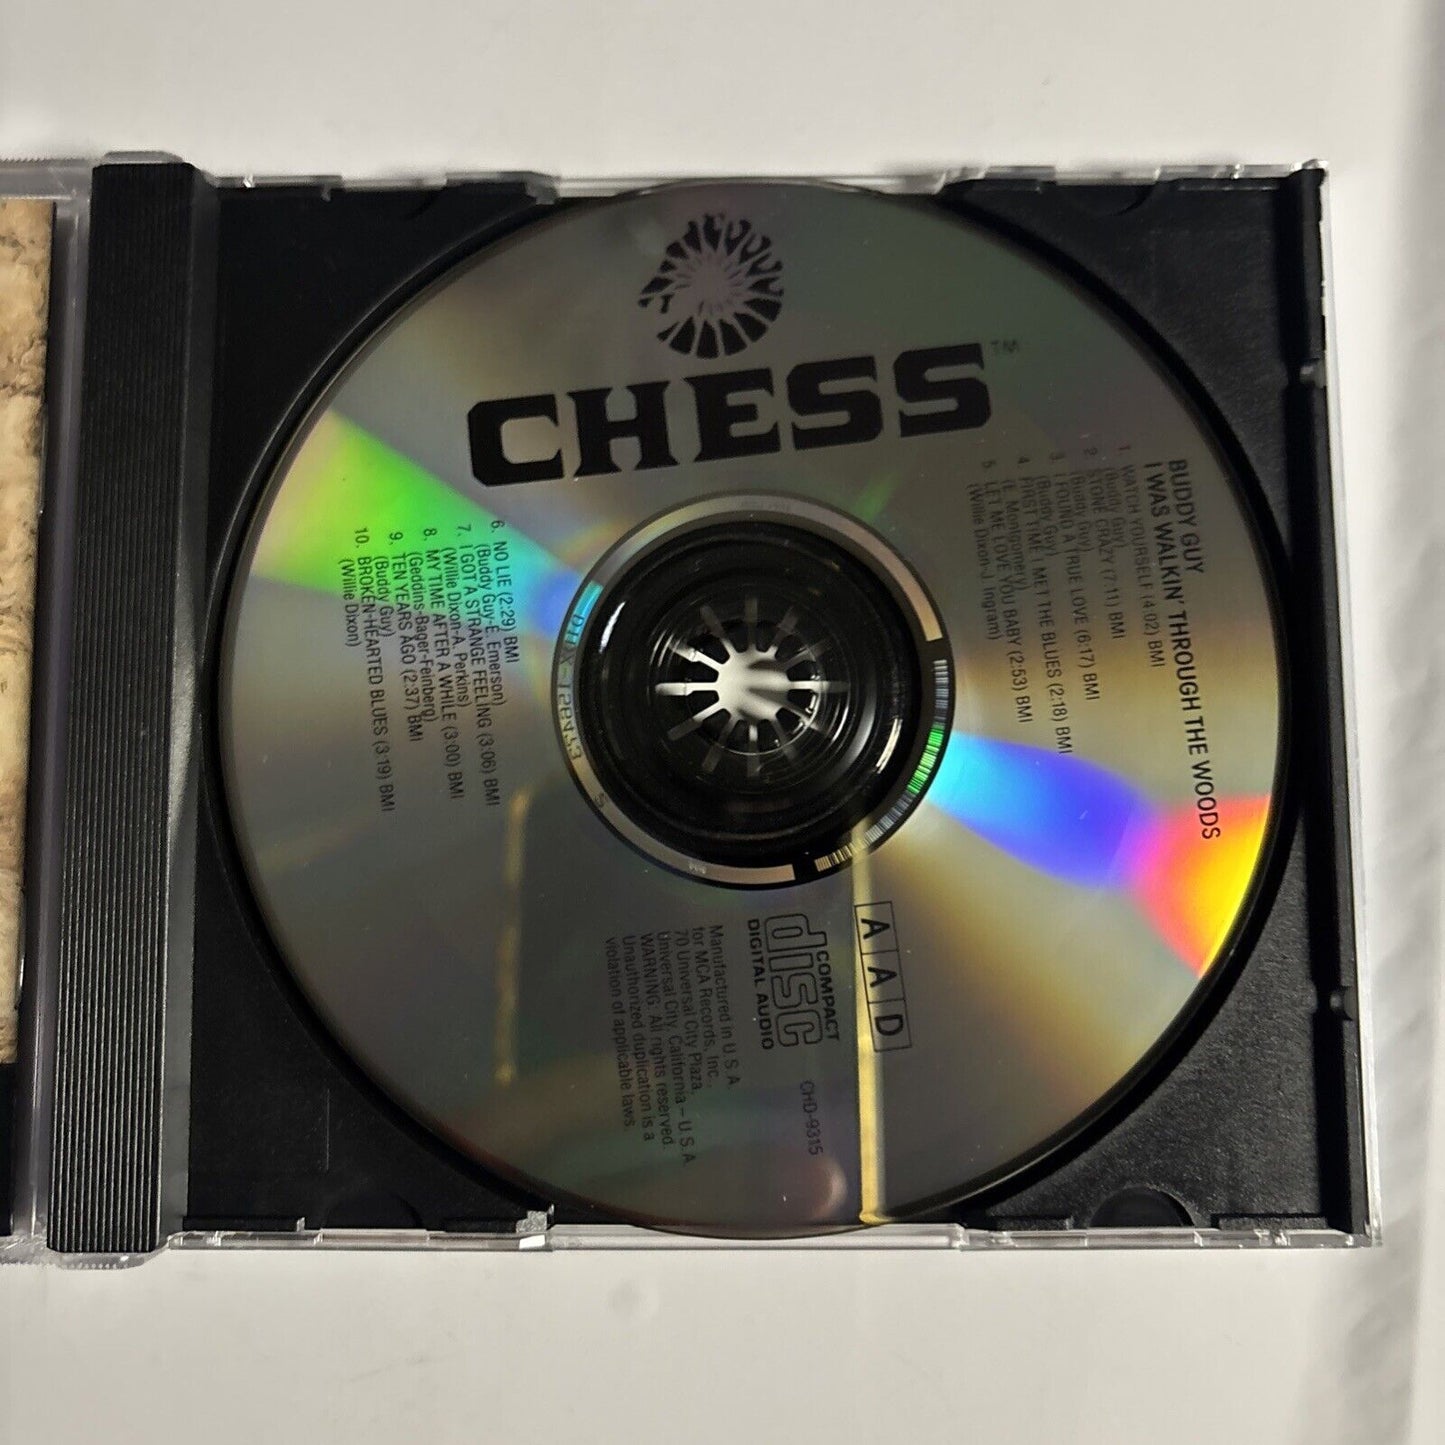 CHESS™
BUDDY GUY
I WAS WALKIN' THROUGH THE WOODS
1. WATCH YOURSELF (4:02) BMI
(Buddy Guy)
2. STONE CRAZY (7:11) BMI
(Buddy Guy)
3. I FOUND A TRUE LOVE (6:17) BMI
(Buddy Guy)
4. FIRST TIME I MET THE BLUES (2:18) BMI
(E. Montgomery)
5. LET ME LOVE YOU BABY (2:53) BMI
(Willie Dixon-J. Ingram)
6. NO LIE (2:29) BMI
(Buddy Guy-E. Emerson)
7. I GOT A STRANGE FEELING (3:06) BMI
(Willie Dixon-A. Perkins)
8. MY TIME AFTER A WHILE (3:00) BMI
(Geddins-Bager-Feinberg)
9. TEN YEARS AGO (2:37) BMI
(Buddy Guy)
10. BROKEN-HEARTED BLUES (3:19) BMI
(Willie Dixon)
AAD
COMPACT
disc
DIGITAL AUDIO
CHD-9315
Manufactured in U.S.A.
for MCA Records, Inc.,
70 Universal City Plaza,
Universal City, California – U.S.A.
WARNING: All rights reserved.
Unauthorized duplication is a
violation of applicable laws.